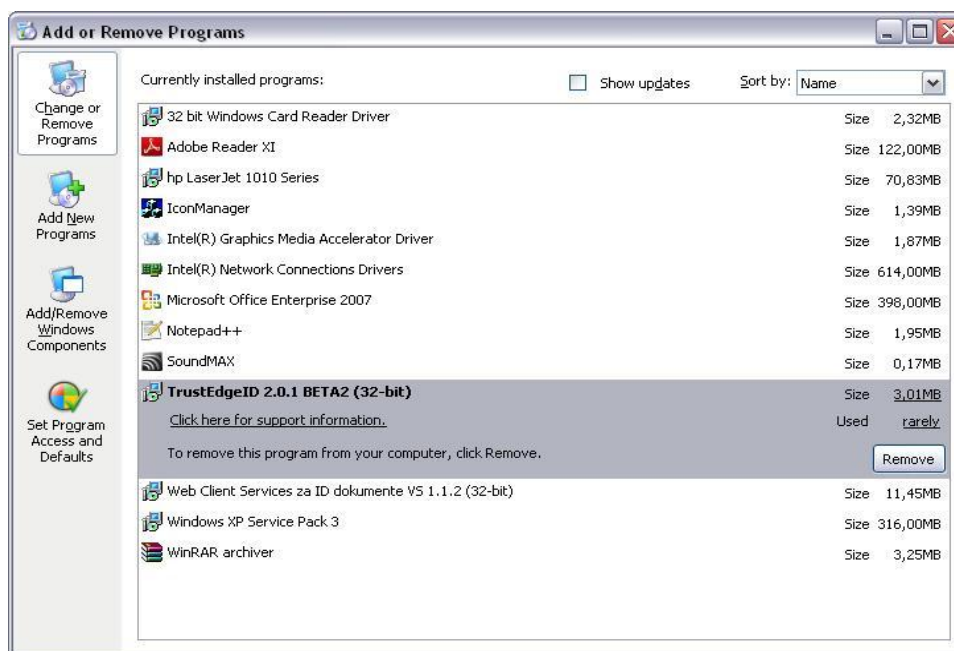 Add or Remove Programs
Change or
Remove
Programs
Add New
Programs
Add/Remove
Windows
Components
Set Program
Access and
Defaults
Currently installed programs:
Show updates
Sort by: Name
32 bit Windows Card Reader Driver Size 2,32MB
Adobe Reader XI Size 122,00MB
hp LaserJet 1010 Series Size 70,83MB
IconManager Size 1,39MB
Intel(R) Graphics Media Accelerator Driver Size 1,87MB
Intel(R) Network Connections Drivers Size 614,00MB
Microsoft Office Enterprise 2007 Size 398,00MB
Notepad++ Size 1,95MB
SoundMAX Size 0,17MB
TrustEdgeID 2.0.1 BETA2 (32-bit) Size 3,01MB
Click here for support information. Used rarely
To remove this program from your computer, click Remove. Remove
Web Client Services za ID dokumente VS 1.1.2 (32-bit) Size 11,45MB
Windows XP Service Pack 3 Size 316,00MB
WinRAR archiver Size 3,25MB